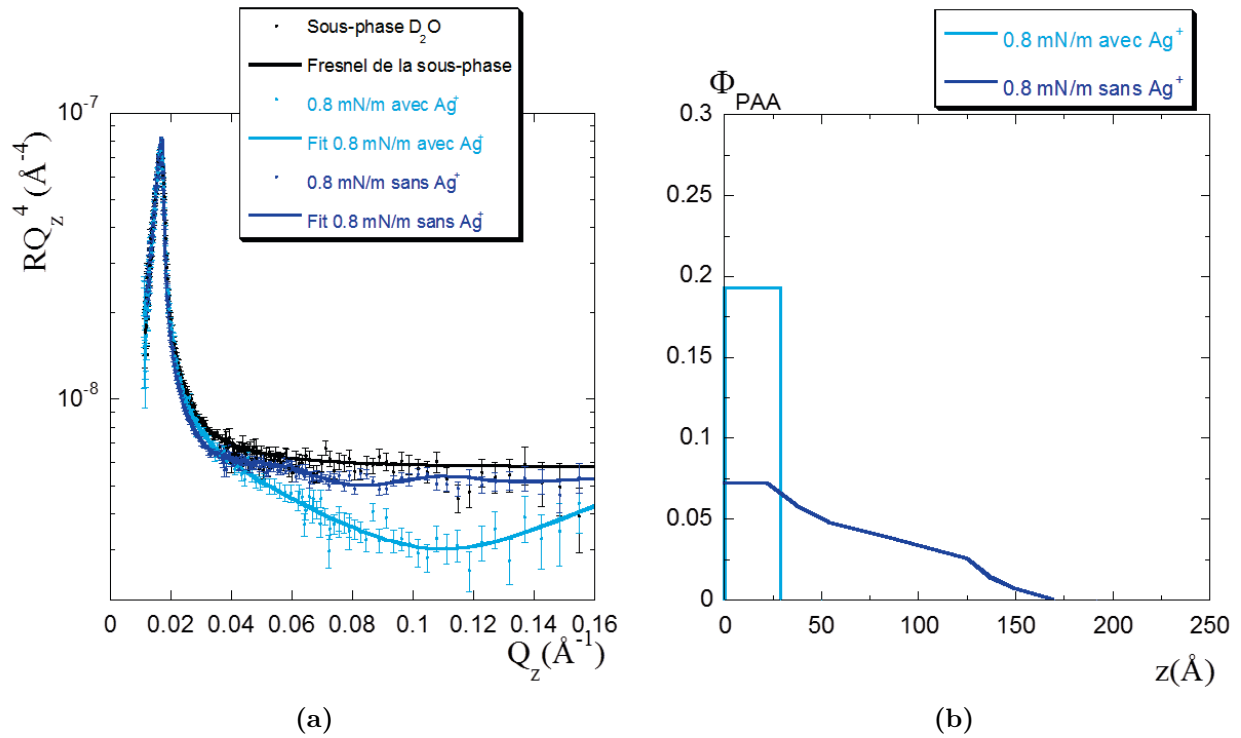 Sous-phase D₂O
Fresnel de la sous-phase
0.8 mN/m avec Ag⁺
Fit 0.8 mN/m avec Ag⁺
0.8 mN/m sans Ag⁺
Fit 0.8 mN/m sans Ag⁺
RQ_z⁴ (Å⁻⁴)
10⁻⁷
10⁻⁸
0 0.02 0.04 0.06 0.08 0.1 0.12 0.14 0.16
Q_z(Å⁻¹)
(a)
0.8 mN/m avec Ag⁺
0.8 mN/m sans Ag⁺
Φ_PAA
0.3
0.25
0.2
0.15
0.1
0.05
0
0 50 100 150 200 250
z(Å)
(b)